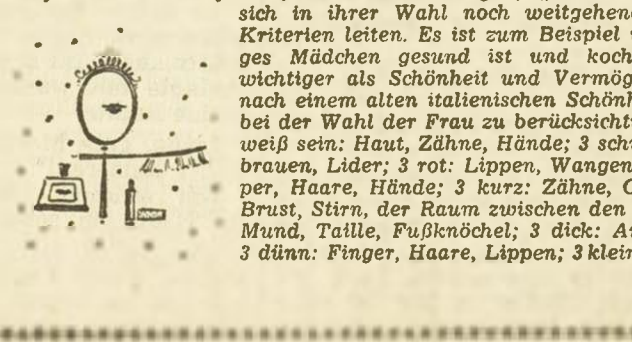 sich in ihrer Wahl noch weitgehend
Kriterien leiten. Es ist zum Beispiel
ges Mädchen gesund ist und koch
wichtiger als Schönheit und Vermög
nach einem alten italienischen Schönh
bei der Wahl der Frau zu berücksicht
weiß sein: Haut, Zähne, Hände; 3 sch
brauen, Lider; 3 rot: Lippen, Wangen
per, Haare, Hände; 3 kurz: Zähne, O
Brust, Stirn, der Raum zwischen den
Mund, Taille, Fußknöchel; 3 dick: A
3 dünn: Finger, Haare, Lippen; 3 klein